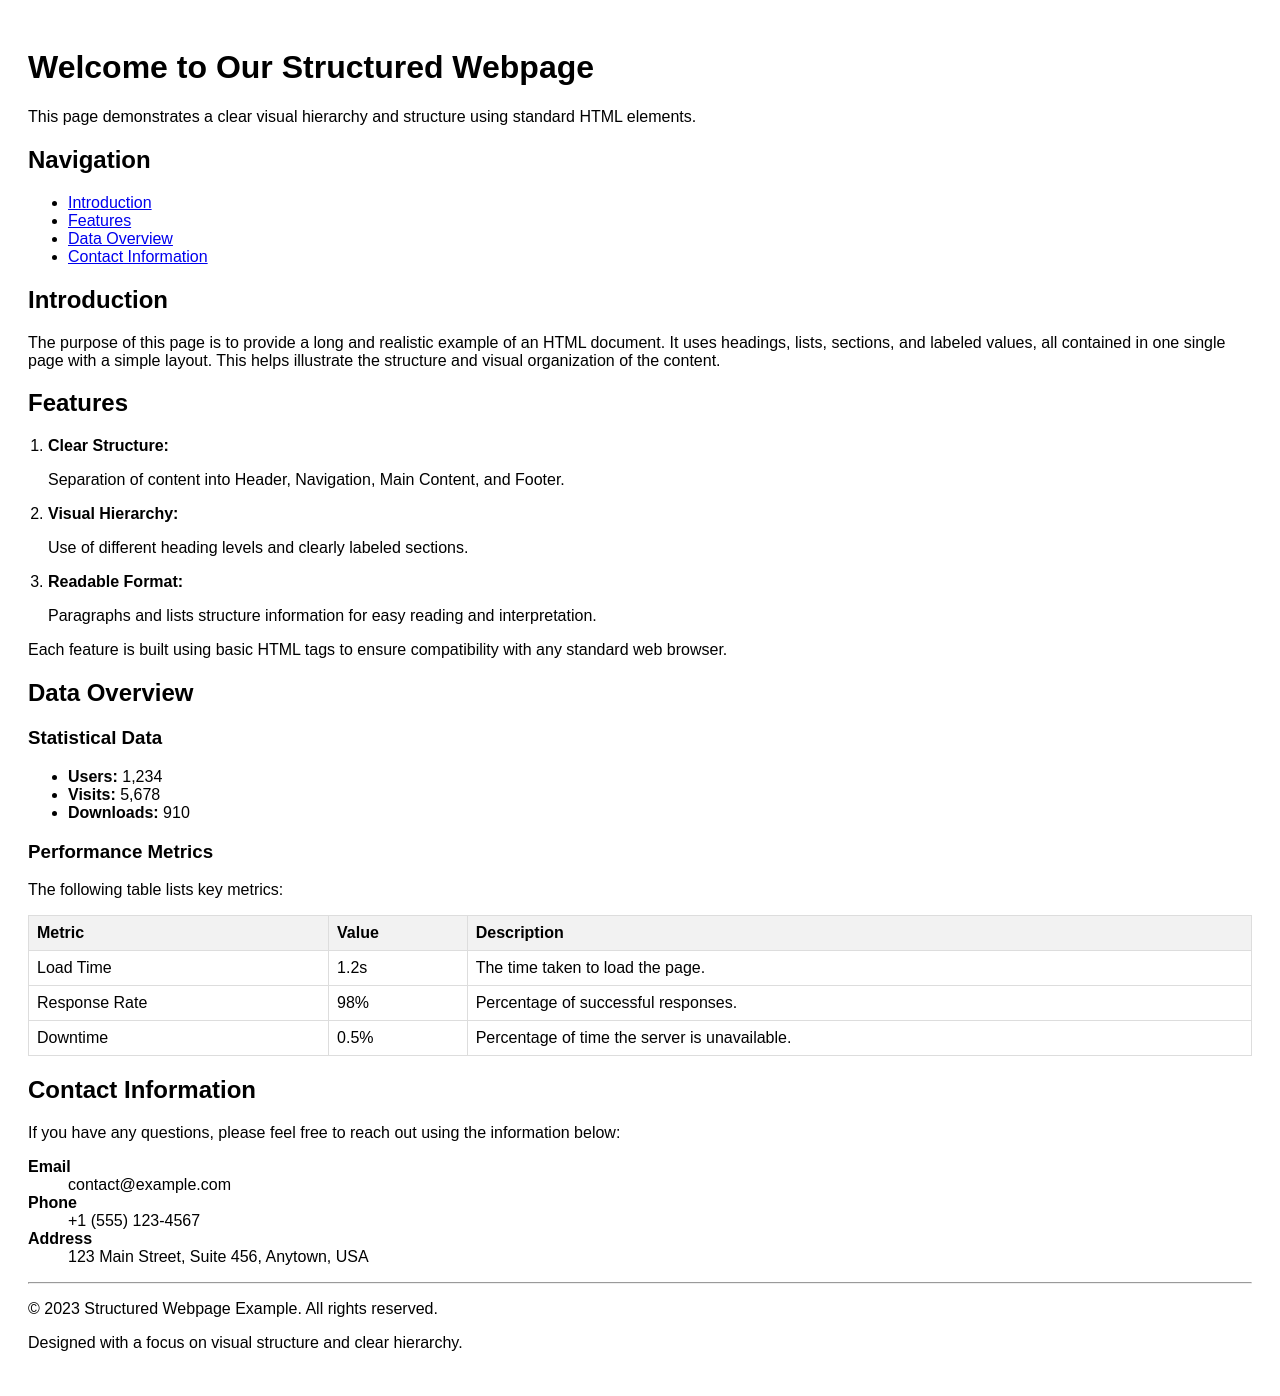 Welcome to Our Structured Webpage
This page demonstrates a clear visual hierarchy and structure using standard HTML elements.
Navigation
• Introduction
• Features
• Data Overview
• Contact Information
Introduction
The purpose of this page is to provide a long and realistic example of an HTML document. It uses headings, lists, sections, and labeled values, all contained in one single
page with a simple layout. This helps illustrate the structure and visual organization of the content.
Features
1. Clear Structure:
Separation of content into Header, Navigation, Main Content, and Footer.
2. Visual Hierarchy:
Use of different heading levels and clearly labeled sections.
3. Readable Format:
Paragraphs and lists structure information for easy reading and interpretation.
Each feature is built using basic HTML tags to ensure compatibility with any standard web browser.
Data Overview
Statistical Data
• Users: 1,234
• Visits: 5,678
• Downloads: 910
Performance Metrics
The following table lists key metrics:
Metric Value Description
Load Time 1.2s The time taken to load the page.
Response Rate 98% Percentage of successful responses.
Downtime 0.5% Percentage of time the server is unavailable.
Contact Information
If you have any questions, please feel free to reach out using the information below:
Email
contact@example.com
Phone
+1 (555) 123-4567
Address
123 Main Street, Suite 456, Anytown, USA
© 2023 Structured Webpage Example. All rights reserved.
Designed with a focus on visual structure and clear hierarchy.